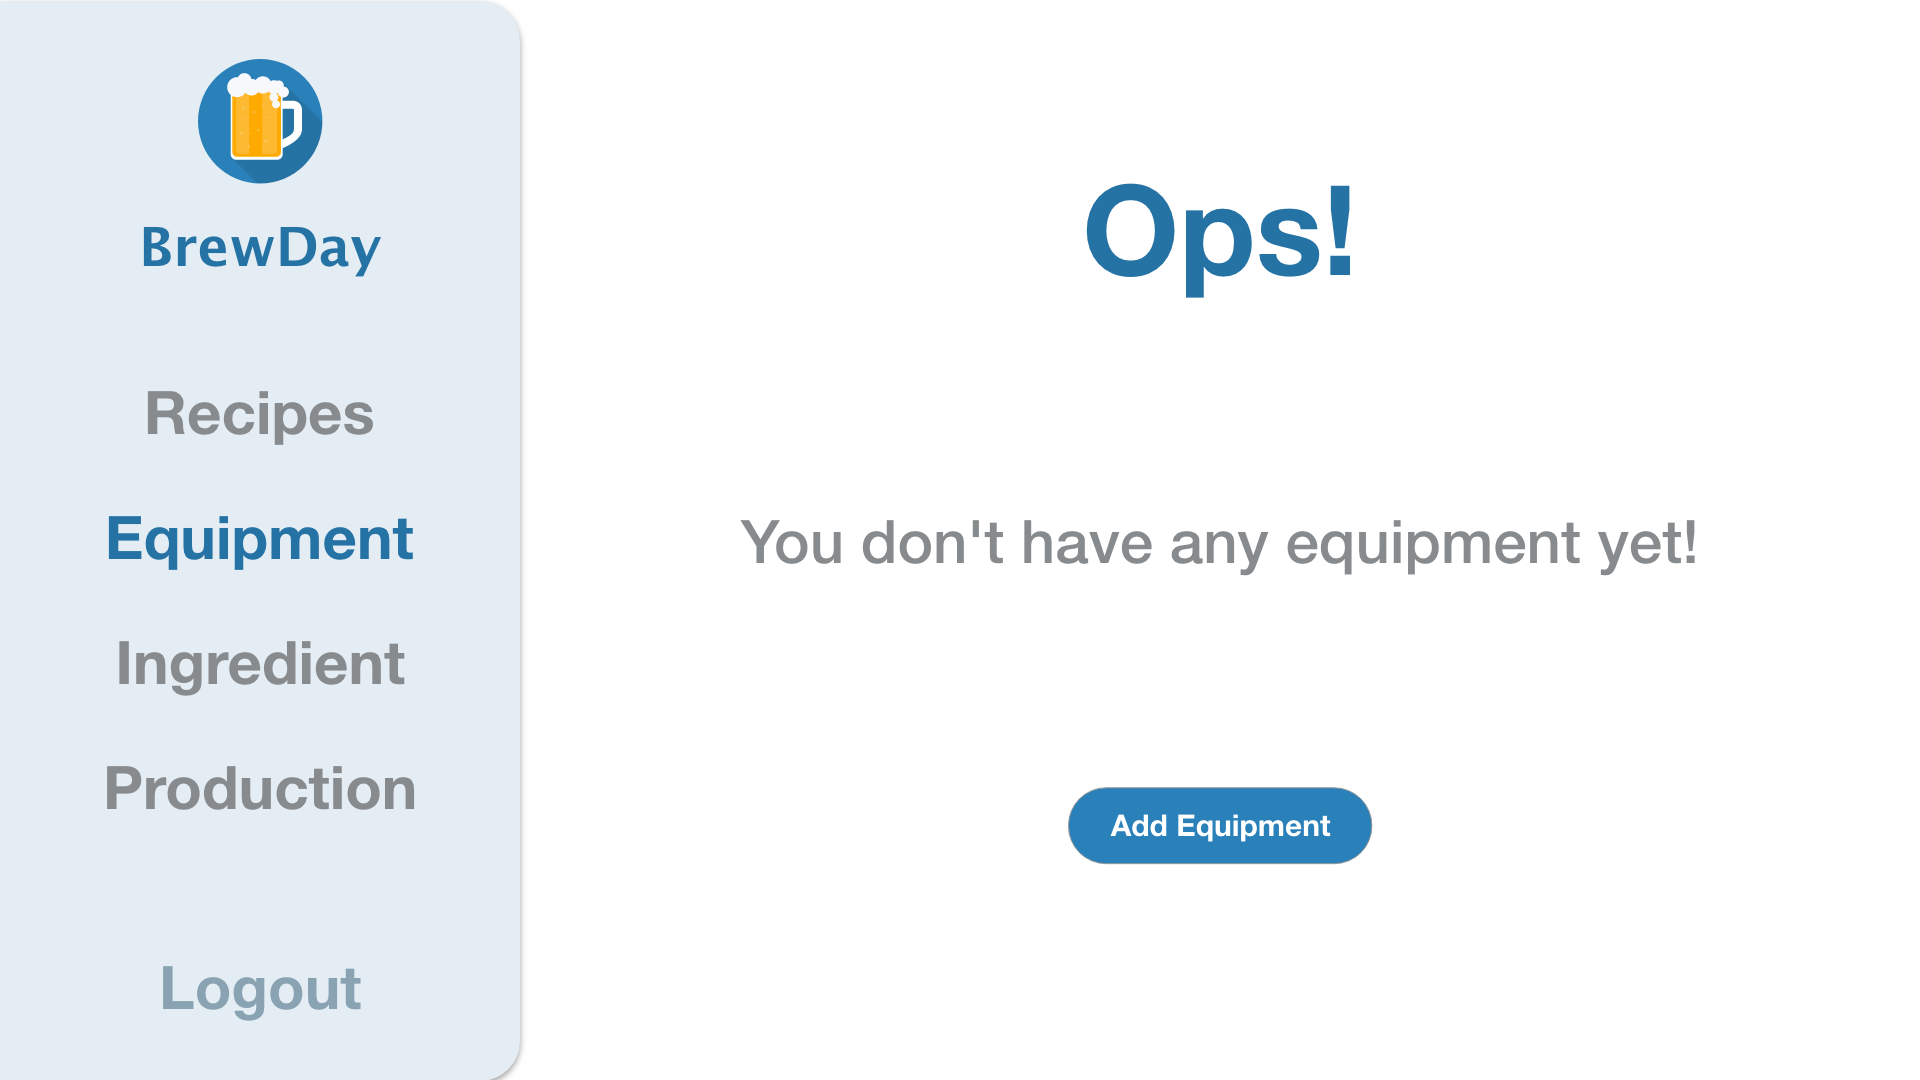 BrewDay
Recipes
Equipment
Ingredient
Production
Logout
Ops!
You don't have any equipment yet!
Add Equipment